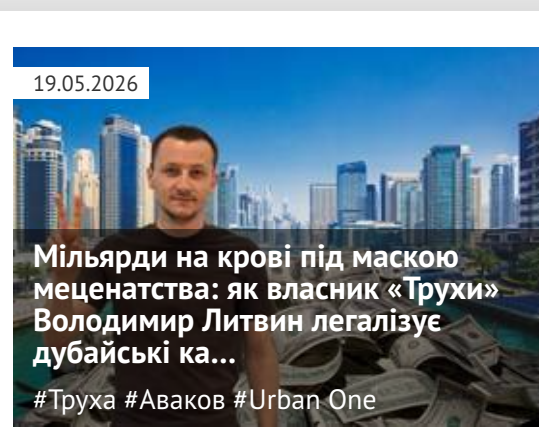 19.05.2026
Мільярди на крові під маскою
меценатства: як власник «Трухи»
Володимир Литвин легалізує
дубайські ка...
#Труха #Аваков #Urban One